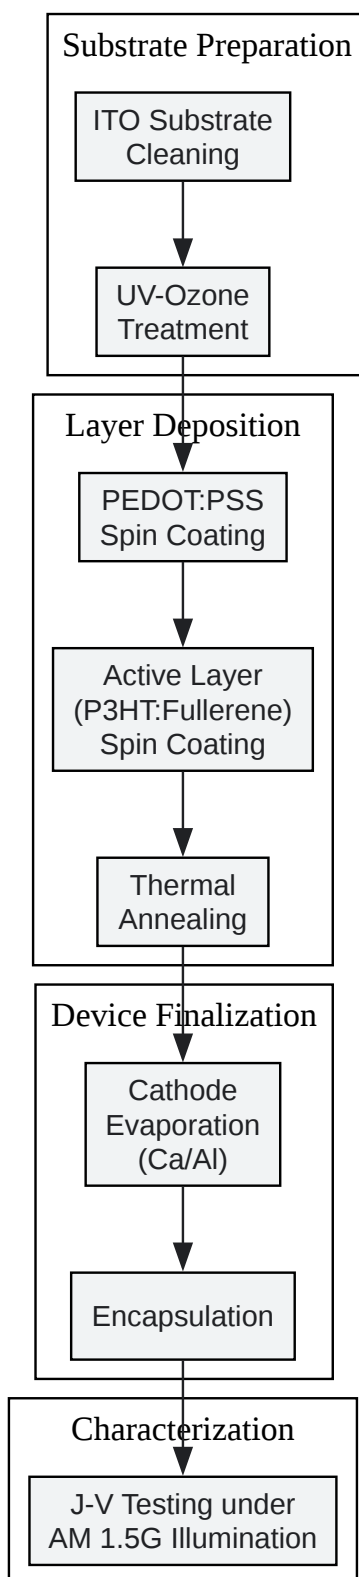 Substrate Preparation
ITO Substrate
Cleaning
UV-Ozone
Treatment
Layer Deposition
PEDOT:PSS
Spin Coating
Active Layer
(P3HT:Fullerene)
Spin Coating
Thermal
Annealing
Device Finalization
Cathode
Evaporation
(Ca/Al)
Encapsulation
Characterization
J-V Testing under
AM 1.5G Illumination